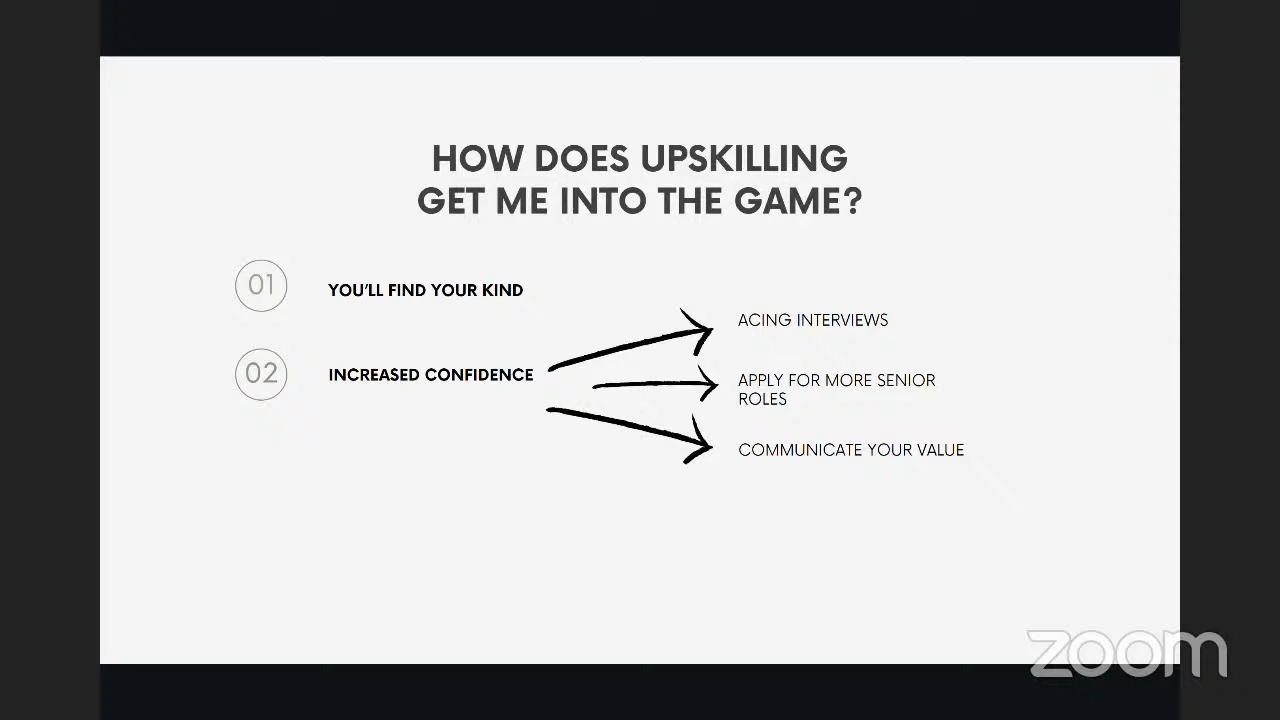 HOW DOES UPSKILLING
GET ME INTO THE GAME?
01
YOU'LL FIND YOUR KIND
02
INCREASED CONFIDENCE
ACING INTERVIEWS
APPLY FOR MORE SENIOR
ROLES
COMMUNICATE YOUR VALUE
zoom